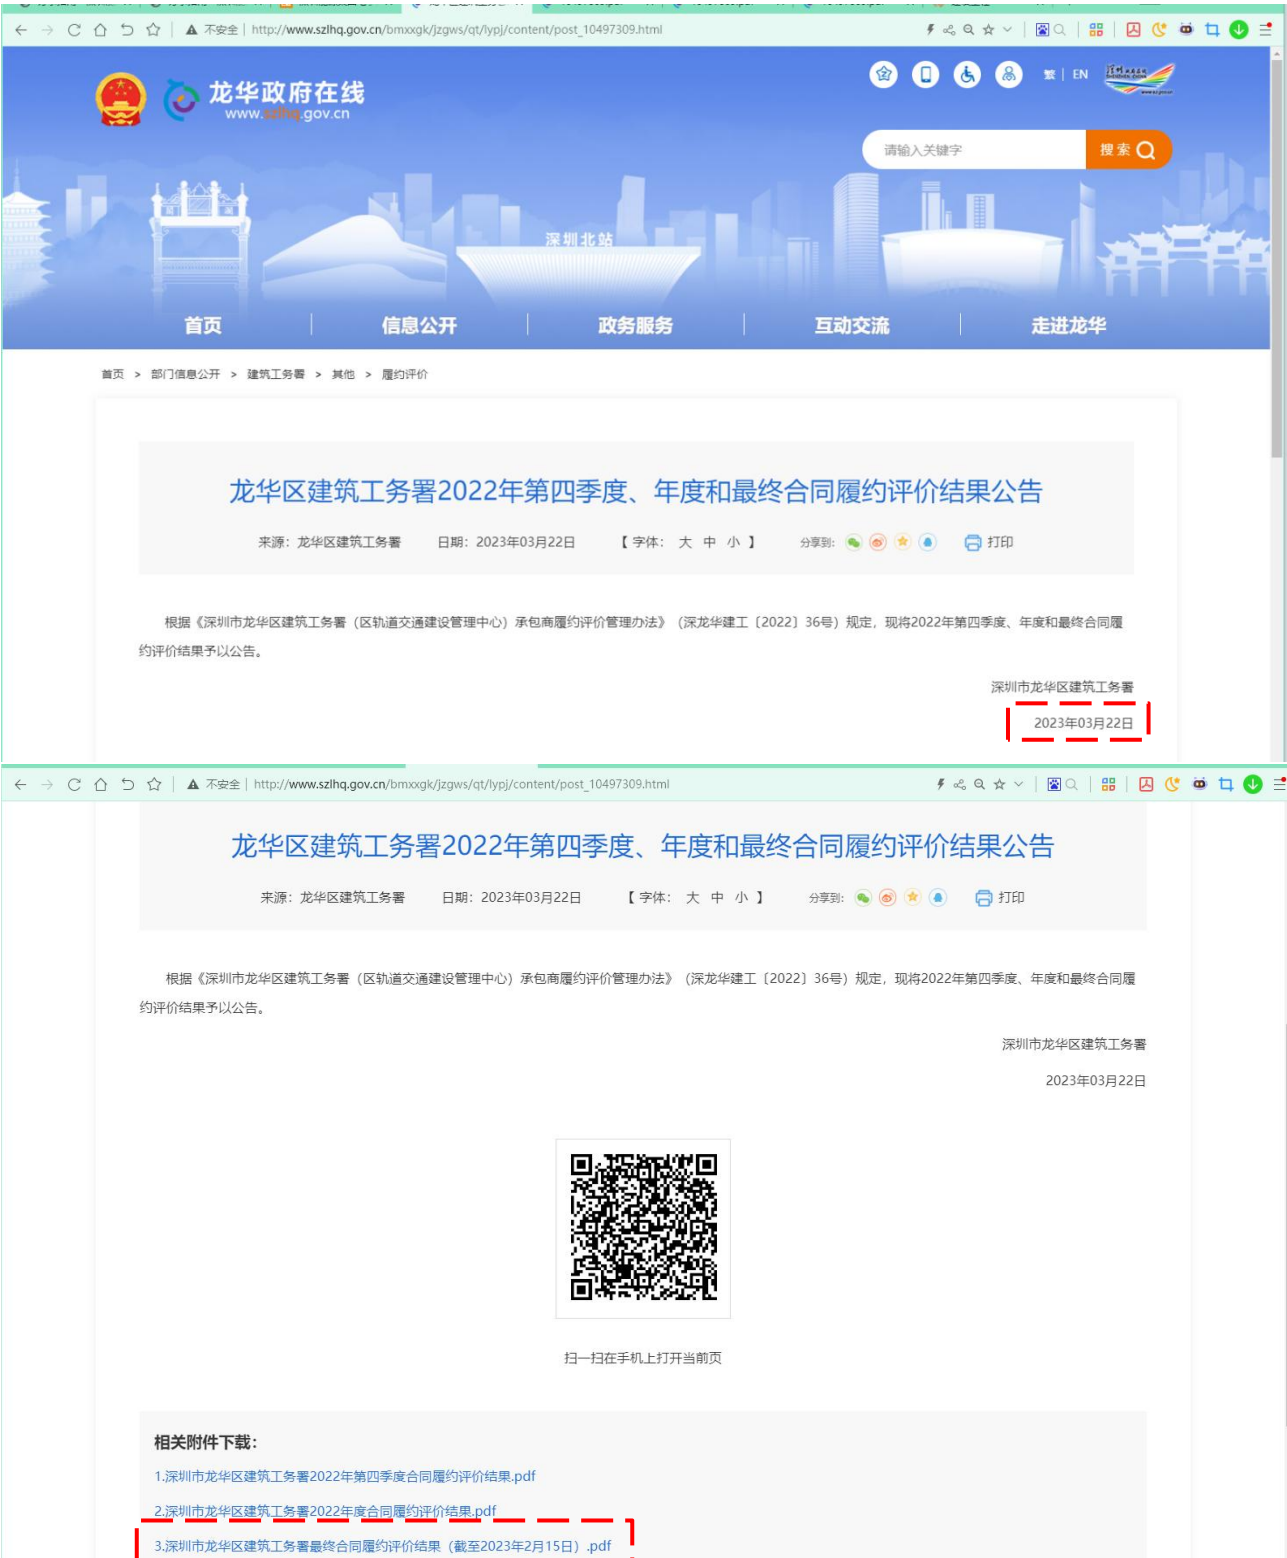 不安全 http://www.szlhq.gov.cn/bmxxgk/jzgws/qt/lypj/content/post_10497309.html
龙华政府在线
www.szlhq.gov.cn
繁 | EN
请输入关键字
搜索
深圳北站
首页 信息公开 政务服务 互动交流 走进龙华
首页 > 部门信息公开 > 建筑工务署 > 其他 > 履约评价
龙华区建筑工务署2022年第四季度、年度和最终合同履约评价结果公告
来源：龙华区建筑工务署 日期：2023年03月22日 【字体： 大 中 小 】 分享到： 打印
根据《深圳市龙华区建筑工务署（区轨道交通建设管理中心）承包商履约评价管理办法》（深龙华建工〔2022〕36号）规定，现将2022年第四季度、年度和最终合同履
约评价结果予以公告。
深圳市龙华区建筑工务署
2023年03月22日
不安全 http://www.szlhq.gov.cn/bmxxgk/jzgws/qt/lypj/content/post_10497309.html
龙华区建筑工务署2022年第四季度、年度和最终合同履约评价结果公告
来源：龙华区建筑工务署 日期：2023年03月22日 【字体： 大 中 小 】 分享到： 打印
根据《深圳市龙华区建筑工务署（区轨道交通建设管理中心）承包商履约评价管理办法》（深龙华建工〔2022〕36号）规定，现将2022年第四季度、年度和最终合同履
约评价结果予以公告。
深圳市龙华区建筑工务署
2023年03月22日
扫一扫在手机上打开当前页
相关附件下载：
1.深圳市龙华区建筑工务署2022年第四季度合同履约评价结果.pdf
2.深圳市龙华区建筑工务署2022年度合同履约评价结果.pdf
3.深圳市龙华区建筑工务署最终合同履约评价结果（截至2023年2月15日）.pdf